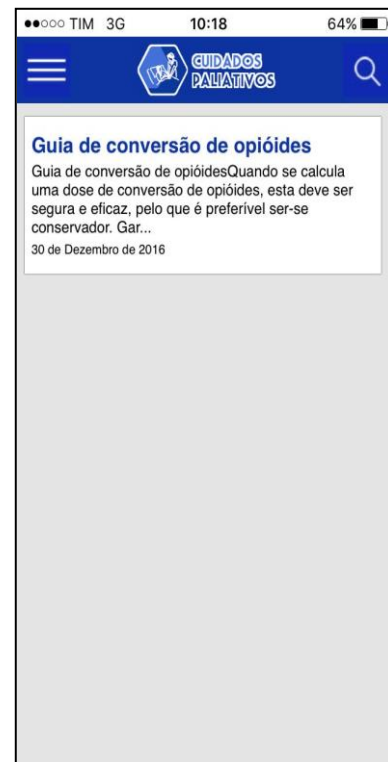 ●●○○○ TIM 3G 10:18 64%
CUIDADOS
PALIATIVOS
Guia de conversão de opióides
Guia de conversão de opióidesQuando se calcula
uma dose de conversão de opióides, esta deve ser
segura e eficaz, pelo que é preferível ser-se
conservador. Gar...
30 de Dezembro de 2016